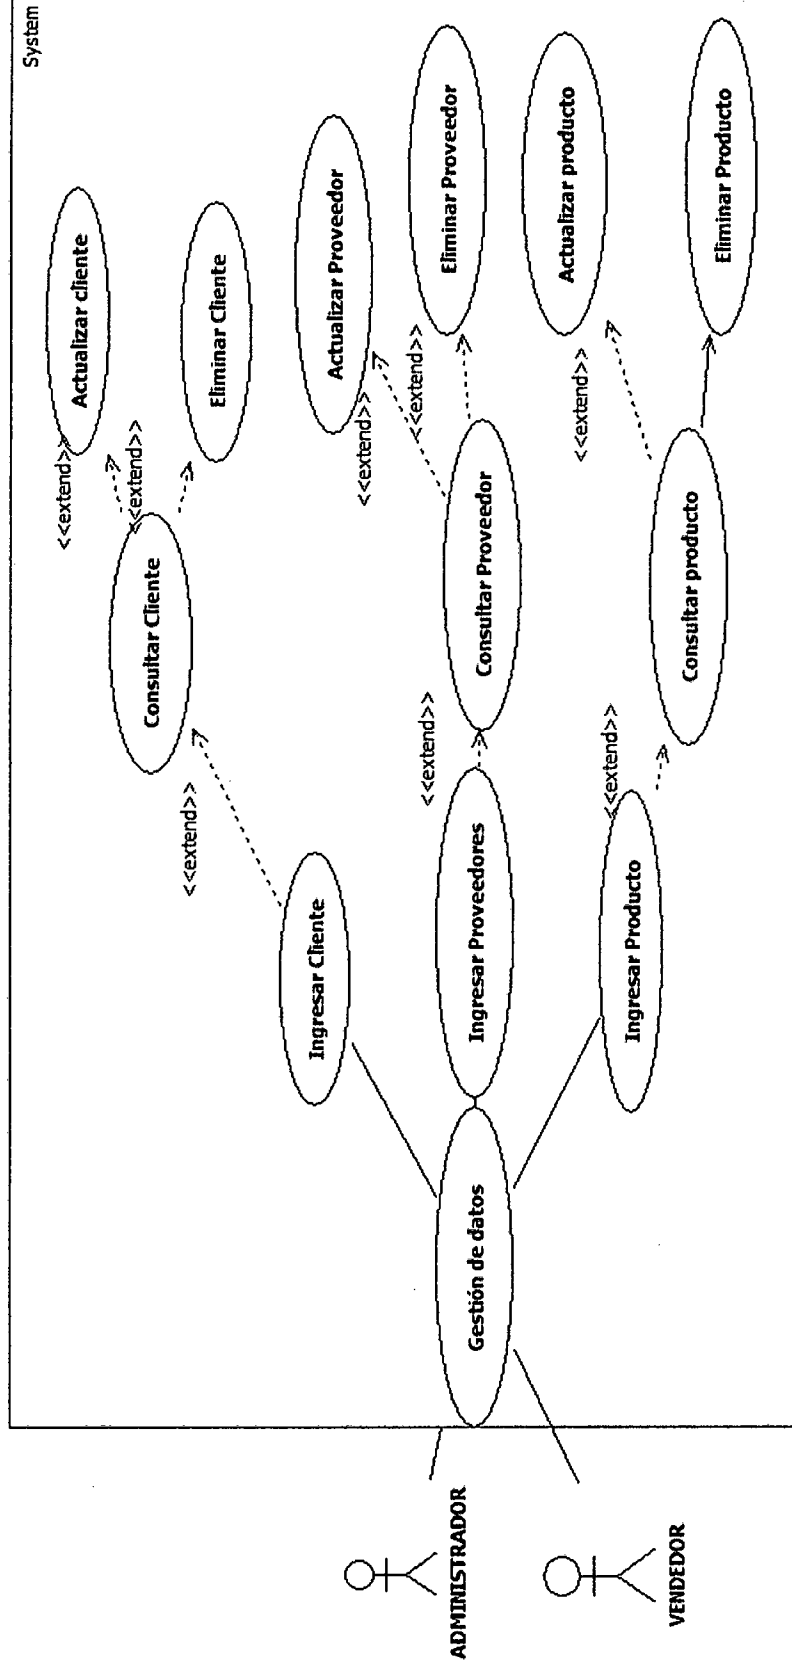 System
Actualizar cliente
<<extend>>
<<extend>>
Eliminar Cliente
Consultar Cliente
<<extend>>
Ingresar Cliente
Actualizar Proveedor
<<extend>>
<<extend>>
Eliminar Proveedor
Consultar Proveedor
<<extend>>
Ingresar Proveedores
Gestión de datos
Actualizar producto
<<extend>>
Eliminar Producto
Consultar producto
<<extend>>
Ingresar Producto
ADMINISTRADOR
VENDEDOR